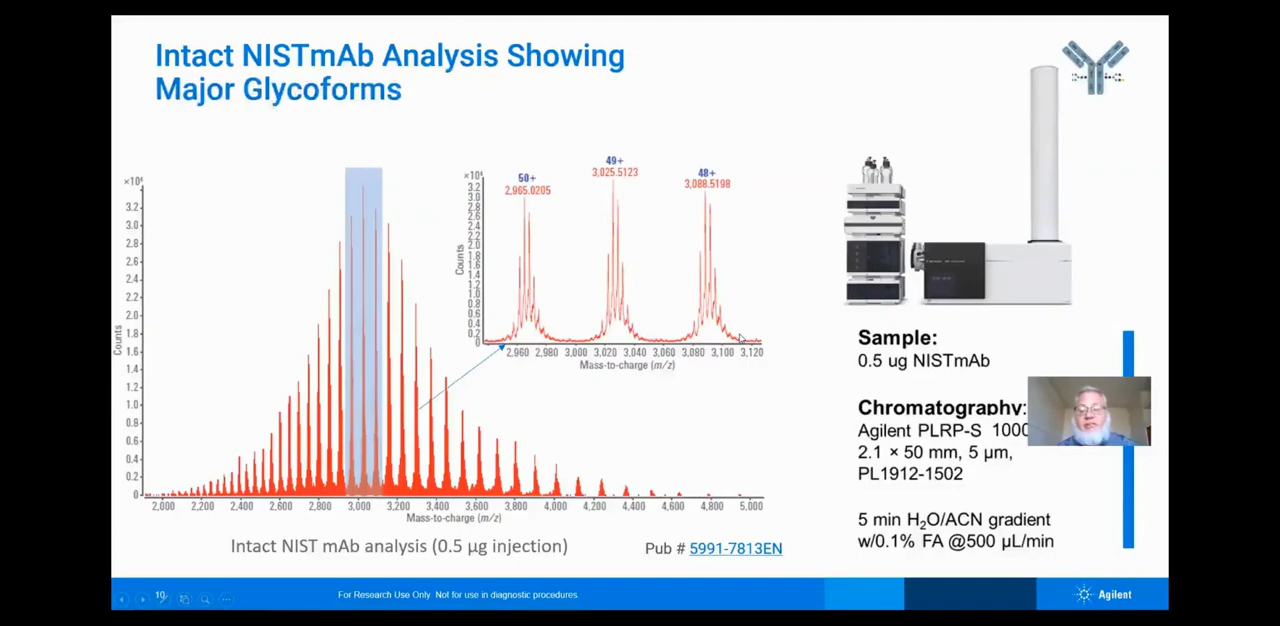 Intact NISTmAb Analysis Showing
Major Glycoforms
×10⁴
3.2
3.0
2.8
2.6
2.4
2.2
2.0
1.8
1.6
1.4
1.2
1.0
0.8
0.6
0.4
0.2
0
Counts
2,000 2,200 2,400 2,600 2,800 3,000 3,200 3,400 3,600 3,800 4,000 4,200 4,400 4,600 4,800 5,000
Mass-to-charge (m/z)
50+
2,965.0205
49+
3,025.5123
48+
3,088.5198
3.2
3.0
2.8
2.6
2.4
2.2
2.0
1.8
1.6
1.4
1.2
1.0
0.8
0.6
0.4
0.2
0
Counts
2,960 2,980 3,000 3,020 3,040 3,060 3,080 3,100 3,120
Mass-to-charge (m/z)
Intact NIST mAb analysis (0.5 µg injection)
Pub # 5991-7813EN
Sample:
0.5 ug NISTmAb
Chromatography:
Agilent PLRP-S 1000
2.1 × 50 mm, 5 µm,
PL1912-1502
5 min H₂O/ACN gradient
w/0.1% FA @500 µL/min
10
For Research Use Only. Not for use in diagnostic procedures.
Agilent